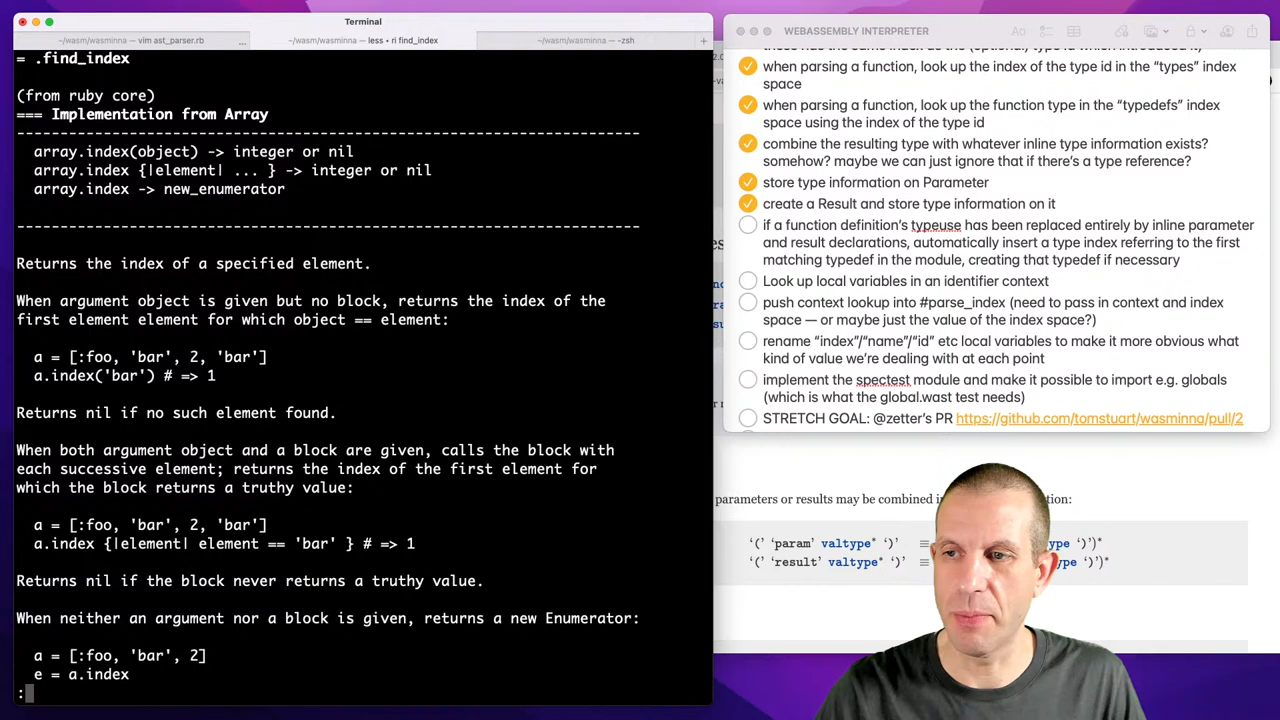 Terminal
~/wasm/wasminna — vim ast_parser.rb ...
~/wasm/wasminna — less • ri find_index
~/wasm/wasminna — -zsh
+
= .find_index
(from ruby core)
=== Implementation from Array
------------------------------------------------------------------------
array.index(object) -> integer or nil
array.index {|element| ... } -> integer or nil
array.index -> new_enumerator
------------------------------------------------------------------------
Returns the index of a specified element.
When argument object is given but no block, returns the index of the
first element element for which object == element:
a = [:foo, 'bar', 2, 'bar']
a.index('bar') # => 1
Returns nil if no such element found.
When both argument object and a block are given, calls the block with
each successive element; returns the index of the first element for
which the block returns a truthy value:
a = [:foo, 'bar', 2, 'bar']
a.index {|element| element == 'bar' } # => 1
Returns nil if the block never returns a truthy value.
When neither an argument nor a block is given, returns a new Enumerator:
a = [:foo, 'bar', 2]
e = a.index
:
WEBASSEMBLY INTERPRETER
Aa
these has the same index as the (optional) type id which introduced it
when parsing a function, look up the index of the type id in the “types” index
space
when parsing a function, look up the function type in the “typedefs” index
space using the index of the type id
combine the resulting type with whatever inline type information exists?
somehow? maybe we can just ignore that if there’s a type reference?
store type information on Parameter
create a Result and store type information on it
if a function definition’s typeuse has been replaced entirely by inline parameter
and result declarations, automatically insert a type index referring to the first
matching typedef in the module, creating that typedef if necessary
Look up local variables in an identifier context
push context lookup into #parse_index (need to pass in context and index
space — or maybe just the value of the index space?)
rename “index”/“name”/“id” etc local variables to make it more obvious what
kind of value we’re dealing with at each point
implement the spectest module and make it possible to import e.g. globals
(which is what the global.wast test needs)
STRETCH GOAL: @zetter’s PR https://github.com/tomstuart/wasminna/pull/2
parameters or results may be combined i
ion:
‘(’ ‘param’ valtype* ‘)’ ≡
ype ‘)’)*
‘(’ ‘result’ valtype* ‘)’ ≡
ype ‘)’)*